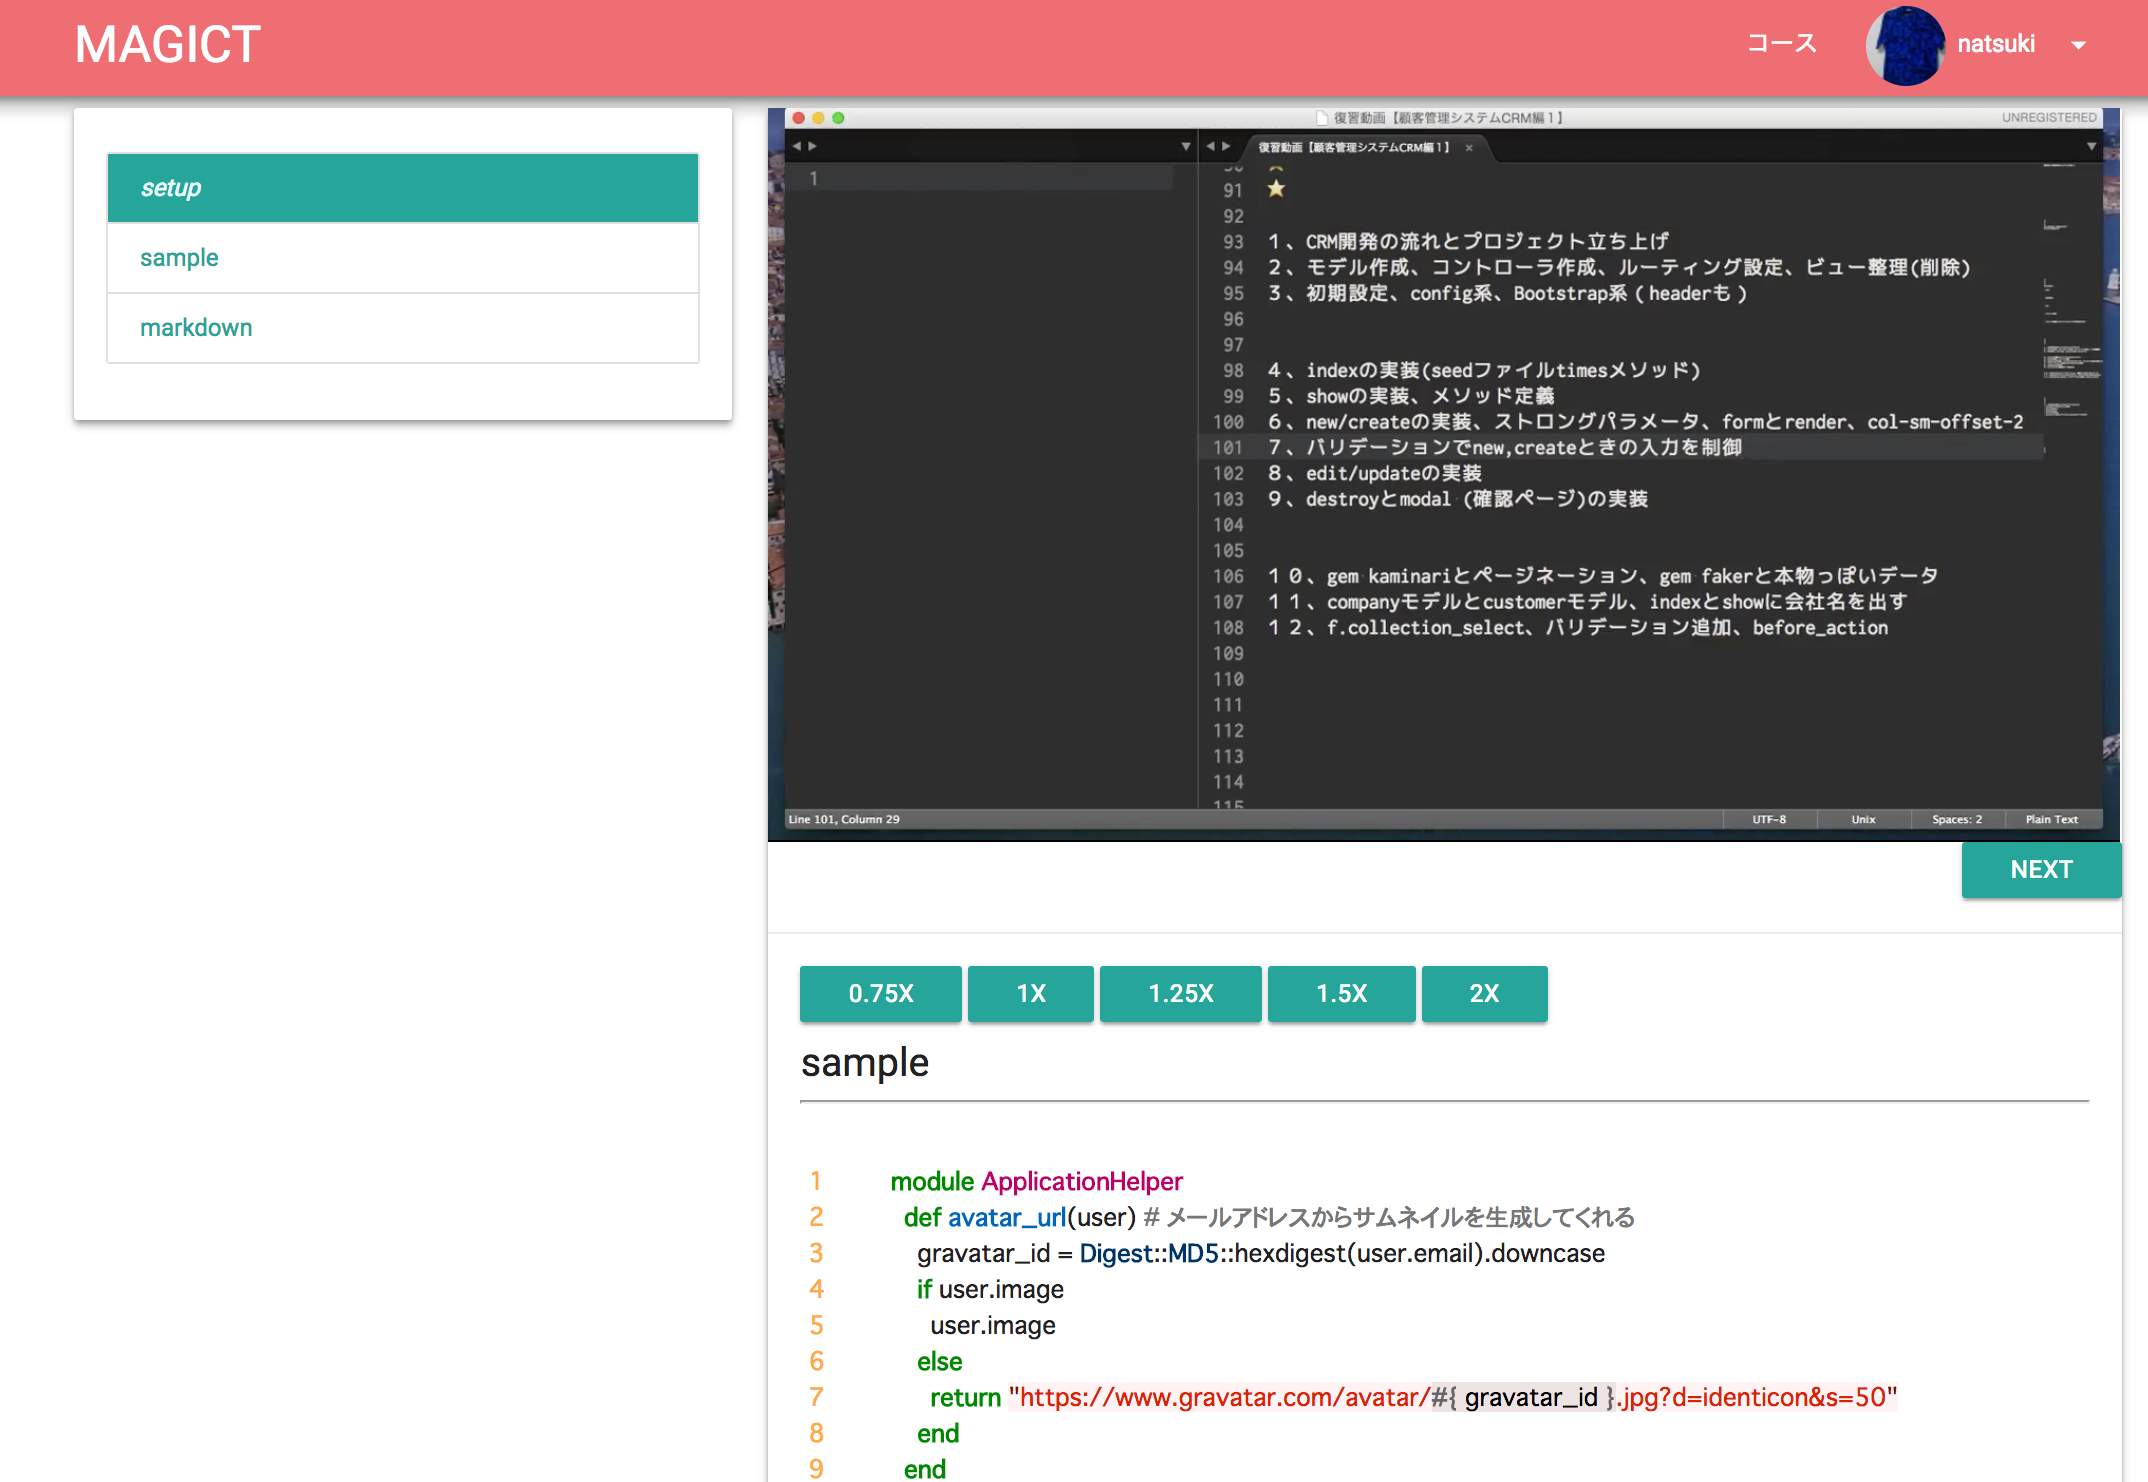 MAGICT
コース
natsuki
setup
sample
markdown
復習動画【顧客管理システムCRM編１】
UNREGISTERED
復習動画【顧客管理システムCRM編１】 ×
1
91 ★
92
93 １、CRM開発の流れとプロジェクト立ち上げ
94 ２、モデル作成、コントローラ作成、ルーティング設定、ビュー整理(削除)
95 ３、初期設定、config系、Bootstrap系（headerも）
96
97
98 ４、indexの実装(seedファイルtimesメソッド)
99 ５、showの実装、メソッド定義
100 ６、new/createの実装、ストロングパラメータ、formとrender、col-sm-offset-2
101 ７、バリデーションでnew,createときの入力を制御
102 ８、edit/updateの実装
103 ９、destroyとmodal (確認ページ)の実装
104
105
106 １０、gem kaminariとページネーション、gem fakerと本物っぽいデータ
107 １１、companyモデルとcustomerモデル、indexとshowに会社名を出す
108 １２、f.collection_select、バリデーション追加、before_action
109
110
111
112
113
114
115
Line 101, Column 29
UTF-8
Unix
Spaces: 2
Plain Text
NEXT
0.75X
1X
1.25X
1.5X
2X
sample
1 module ApplicationHelper
2 def avatar_url(user) # メールアドレスからサムネイルを生成してくれる
3 gravatar_id = Digest::MD5::hexdigest(user.email).downcase
4 if user.image
5 user.image
6 else
7 return "https://www.gravatar.com/avatar/#{ gravatar_id }.jpg?d=identicon&s=50"
8 end
9 end